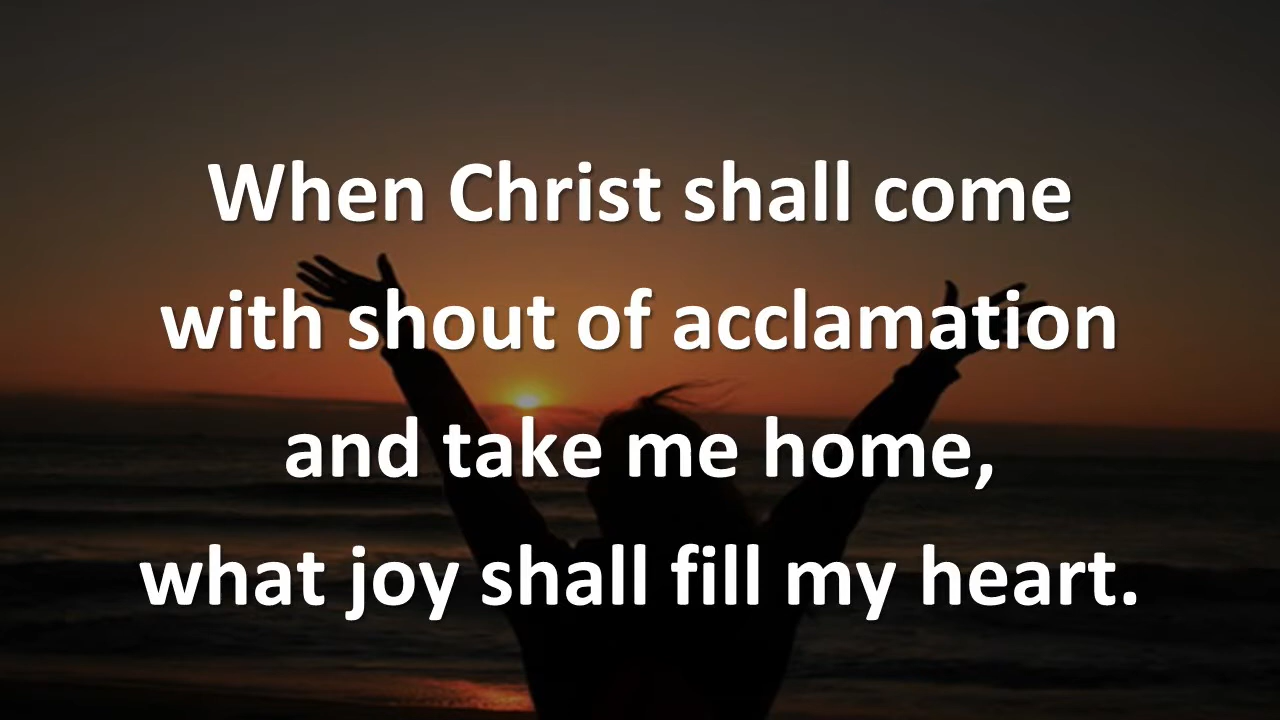 When Christ shall come
with shout of acclamation
and take me home,
what joy shall fill my heart.